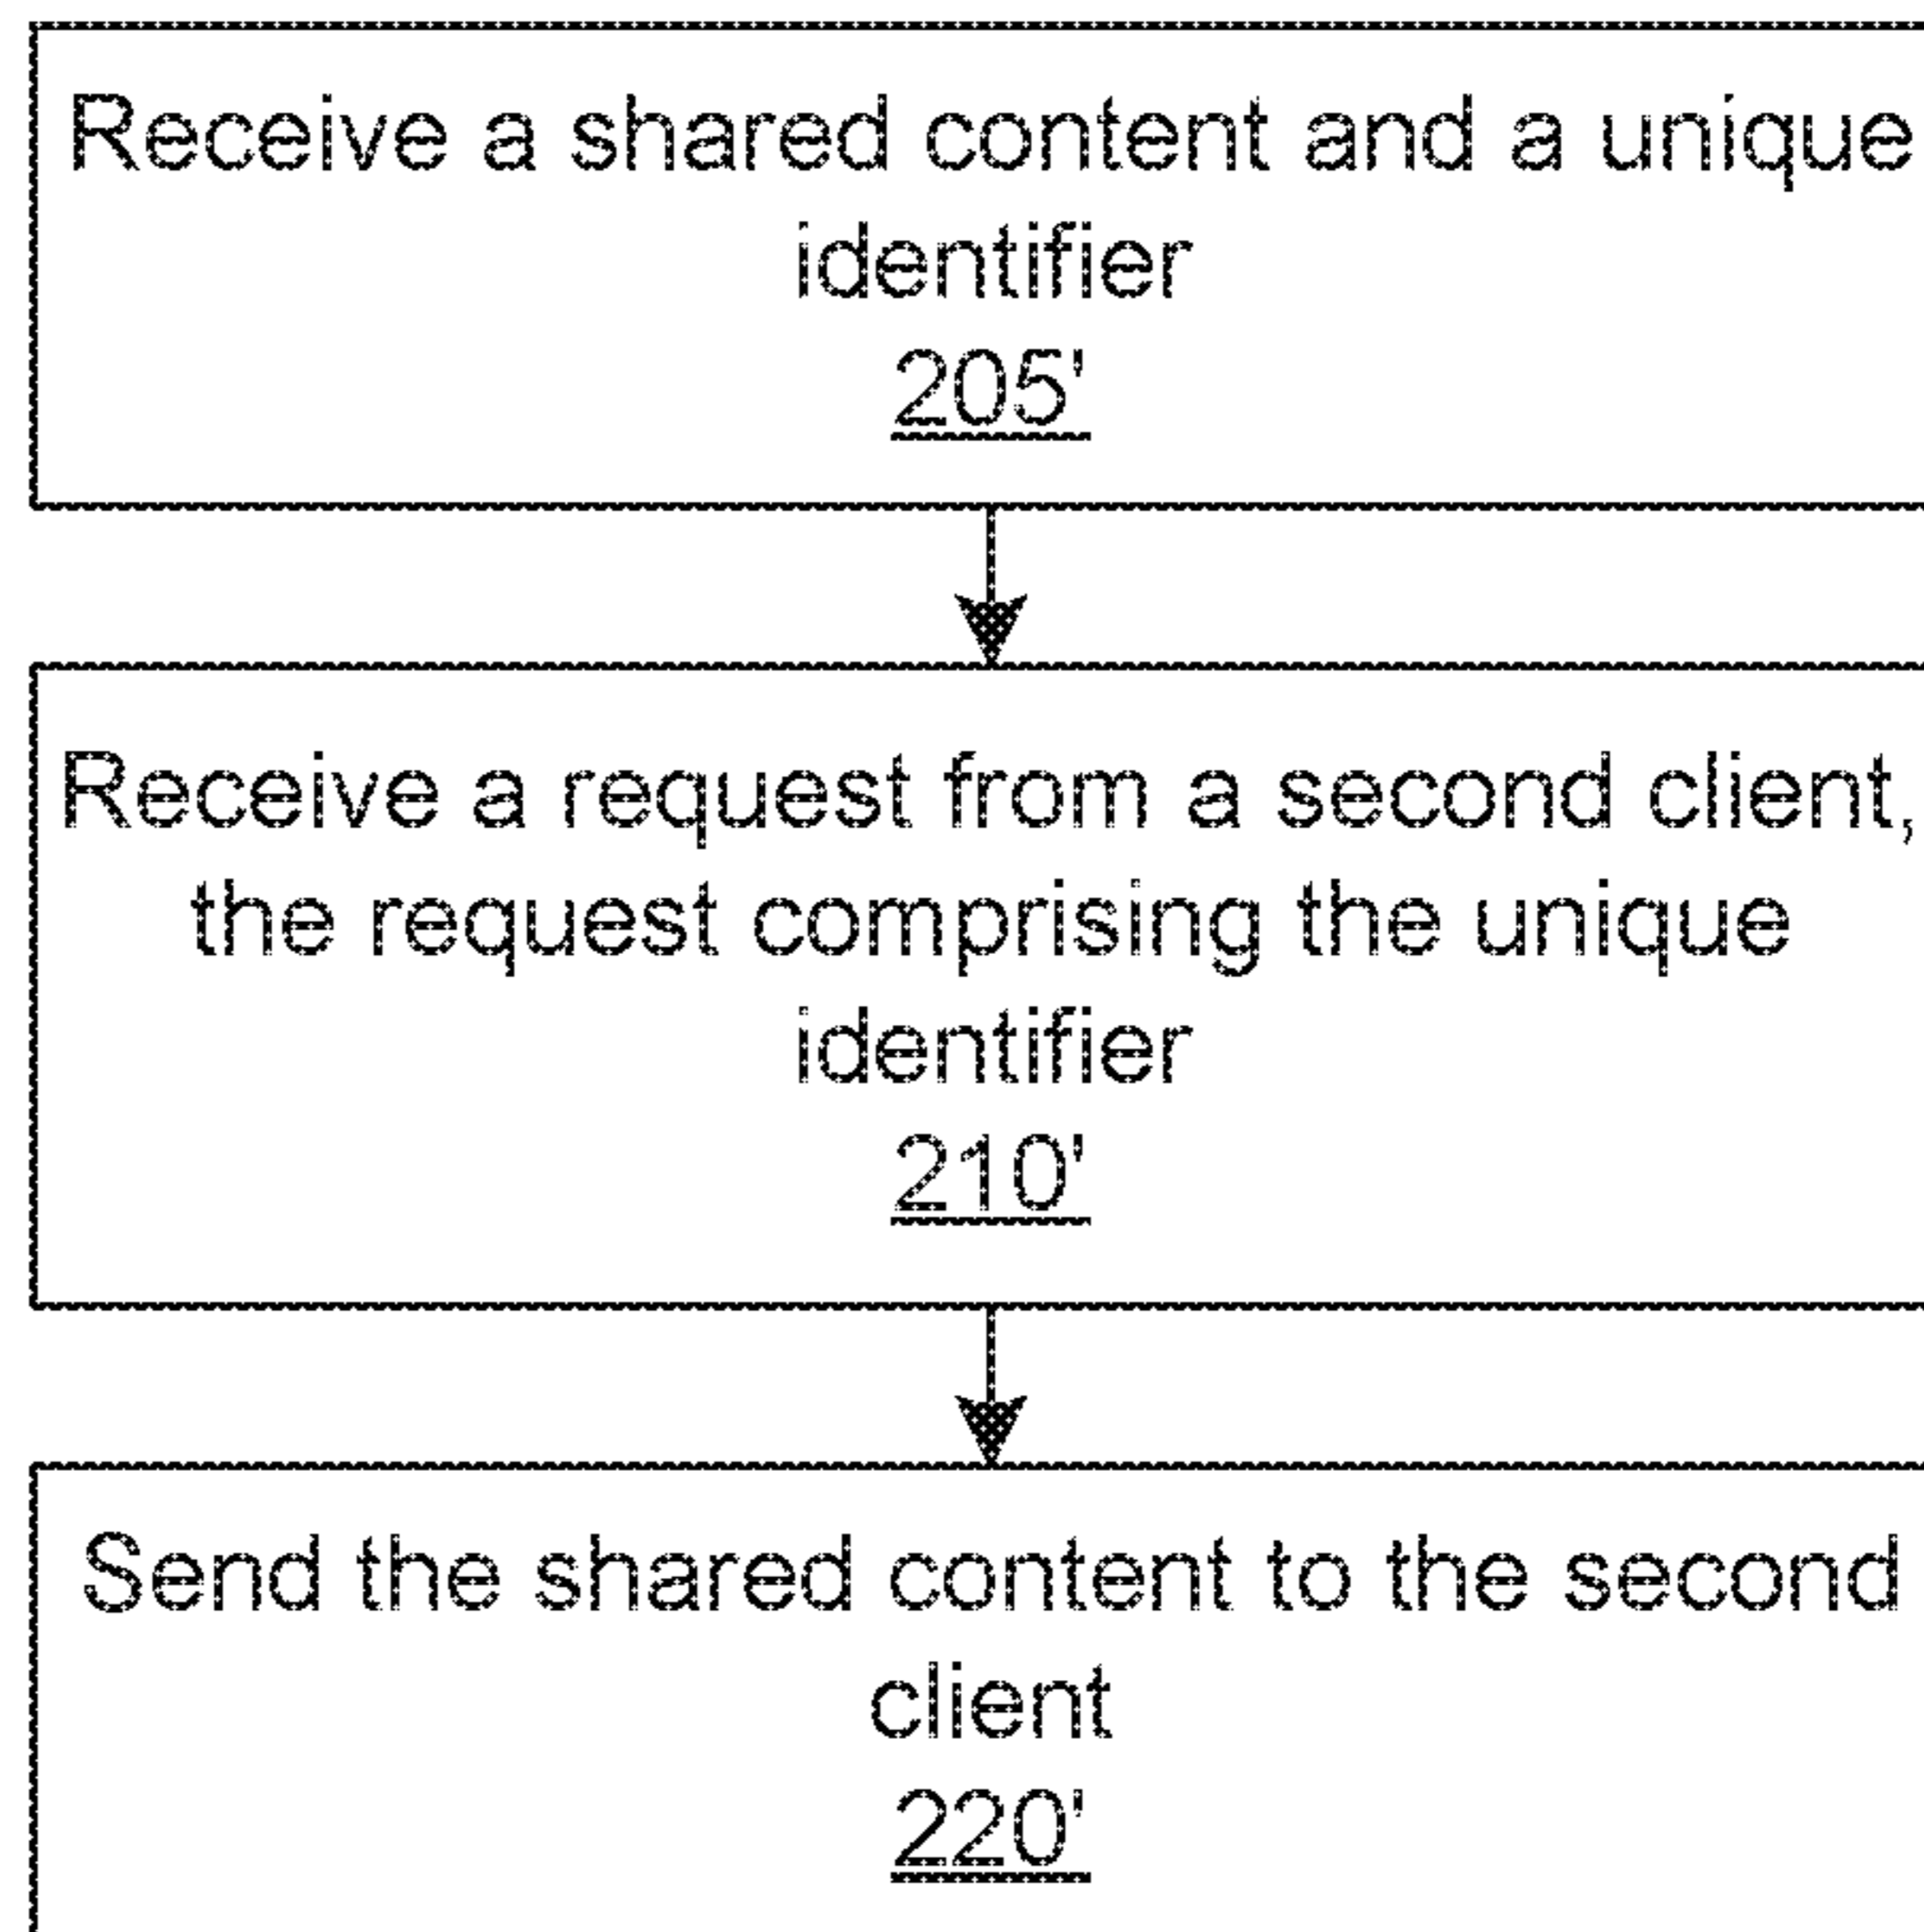 Receive a shared content and a unique
identifier
205'
Receive a request from a second client,
the request comprising the unique
identifier
210'
Send the shared content to the second
client
220'